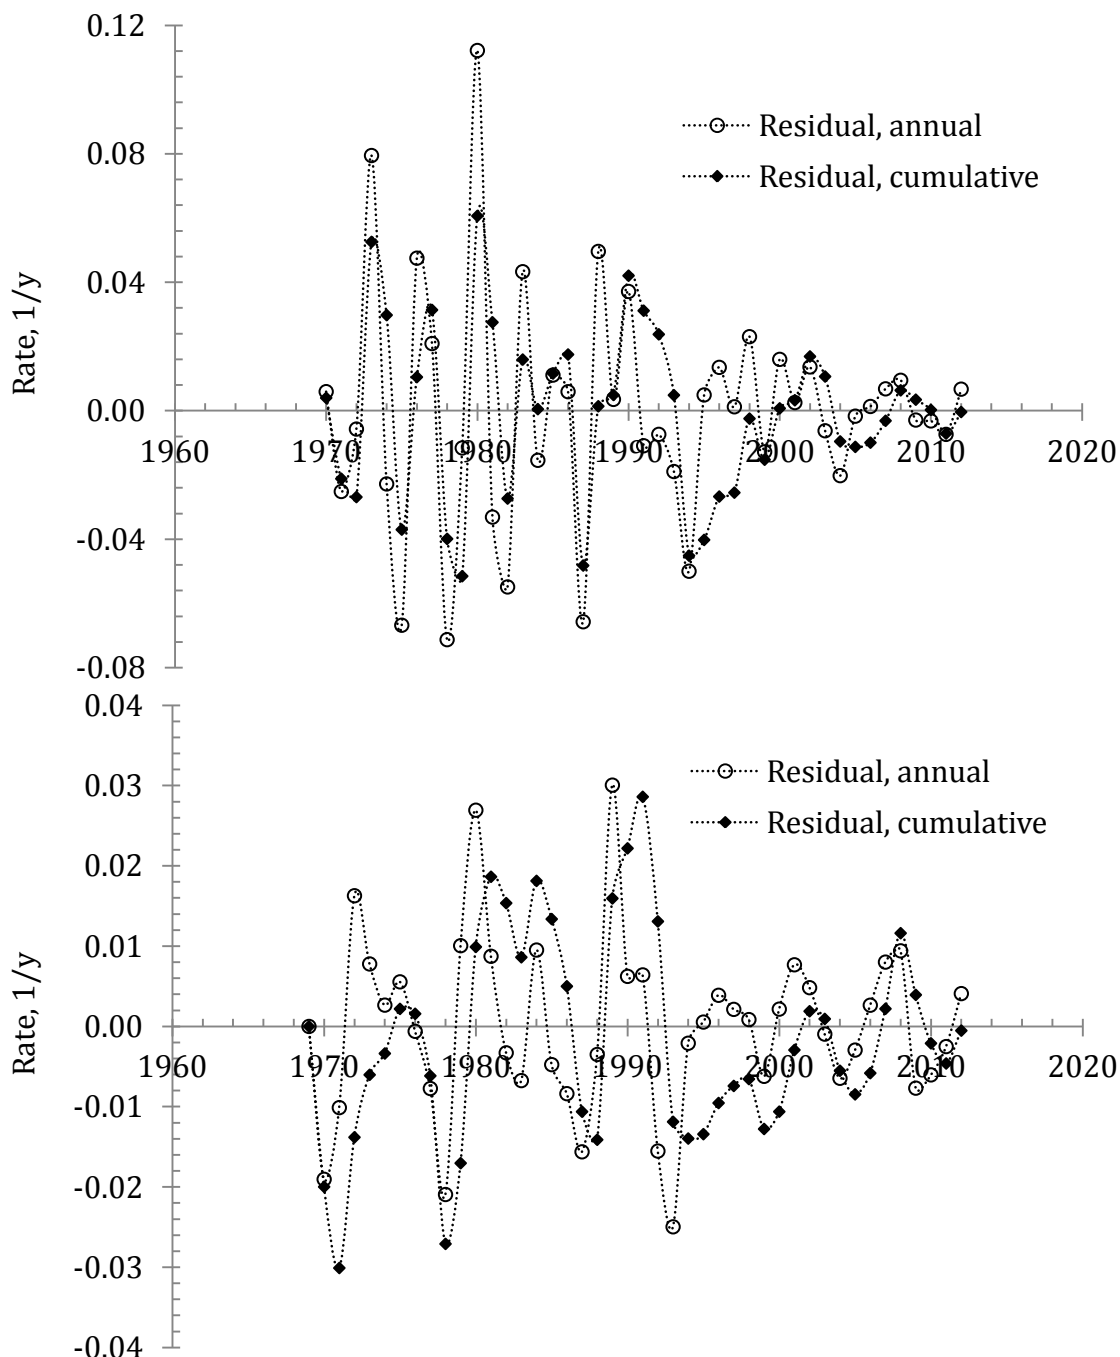 0.12
Residual, annual
0.08
Residual, cumulative
0.04
Rate, 1/y
0.00
1960 1970 1980 1990 2000 2010 2020
-0.04
-0.08
0.04
Residual, annual
0.03
Residual, cumulative
0.02
0.01
Rate, 1/y
0.00
1960 1970 1980 1990 2000 2010 2020
-0.01
-0.02
-0.03
-0.04